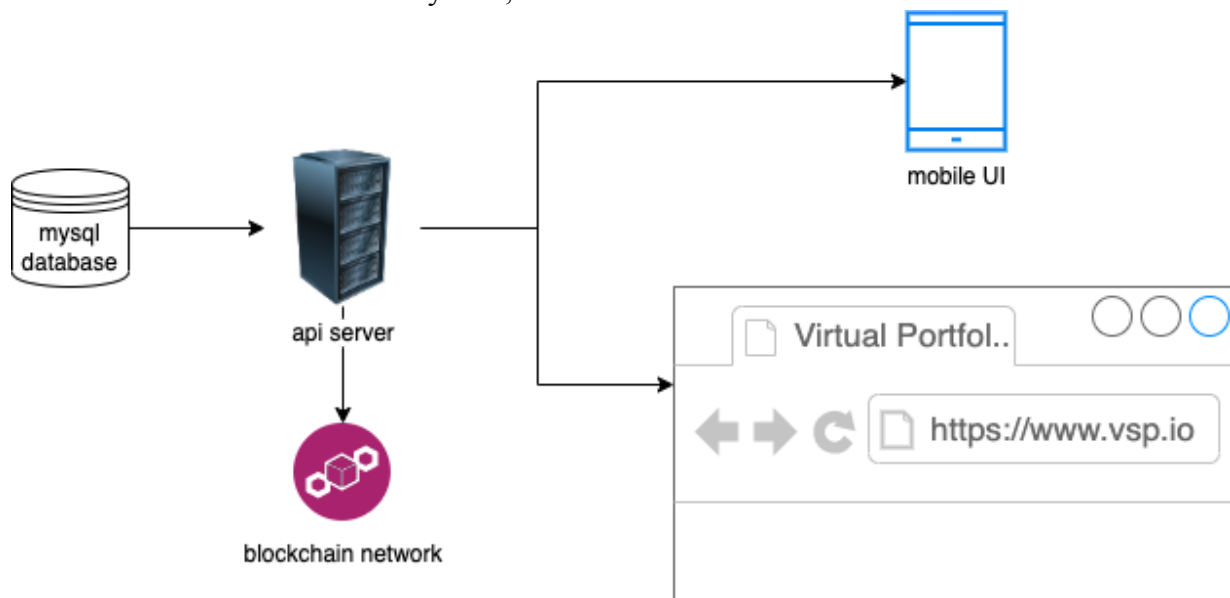 mobile UI
mysql
database
api server
Virtual Portfol..
https://www.vsp.io
blockchain network